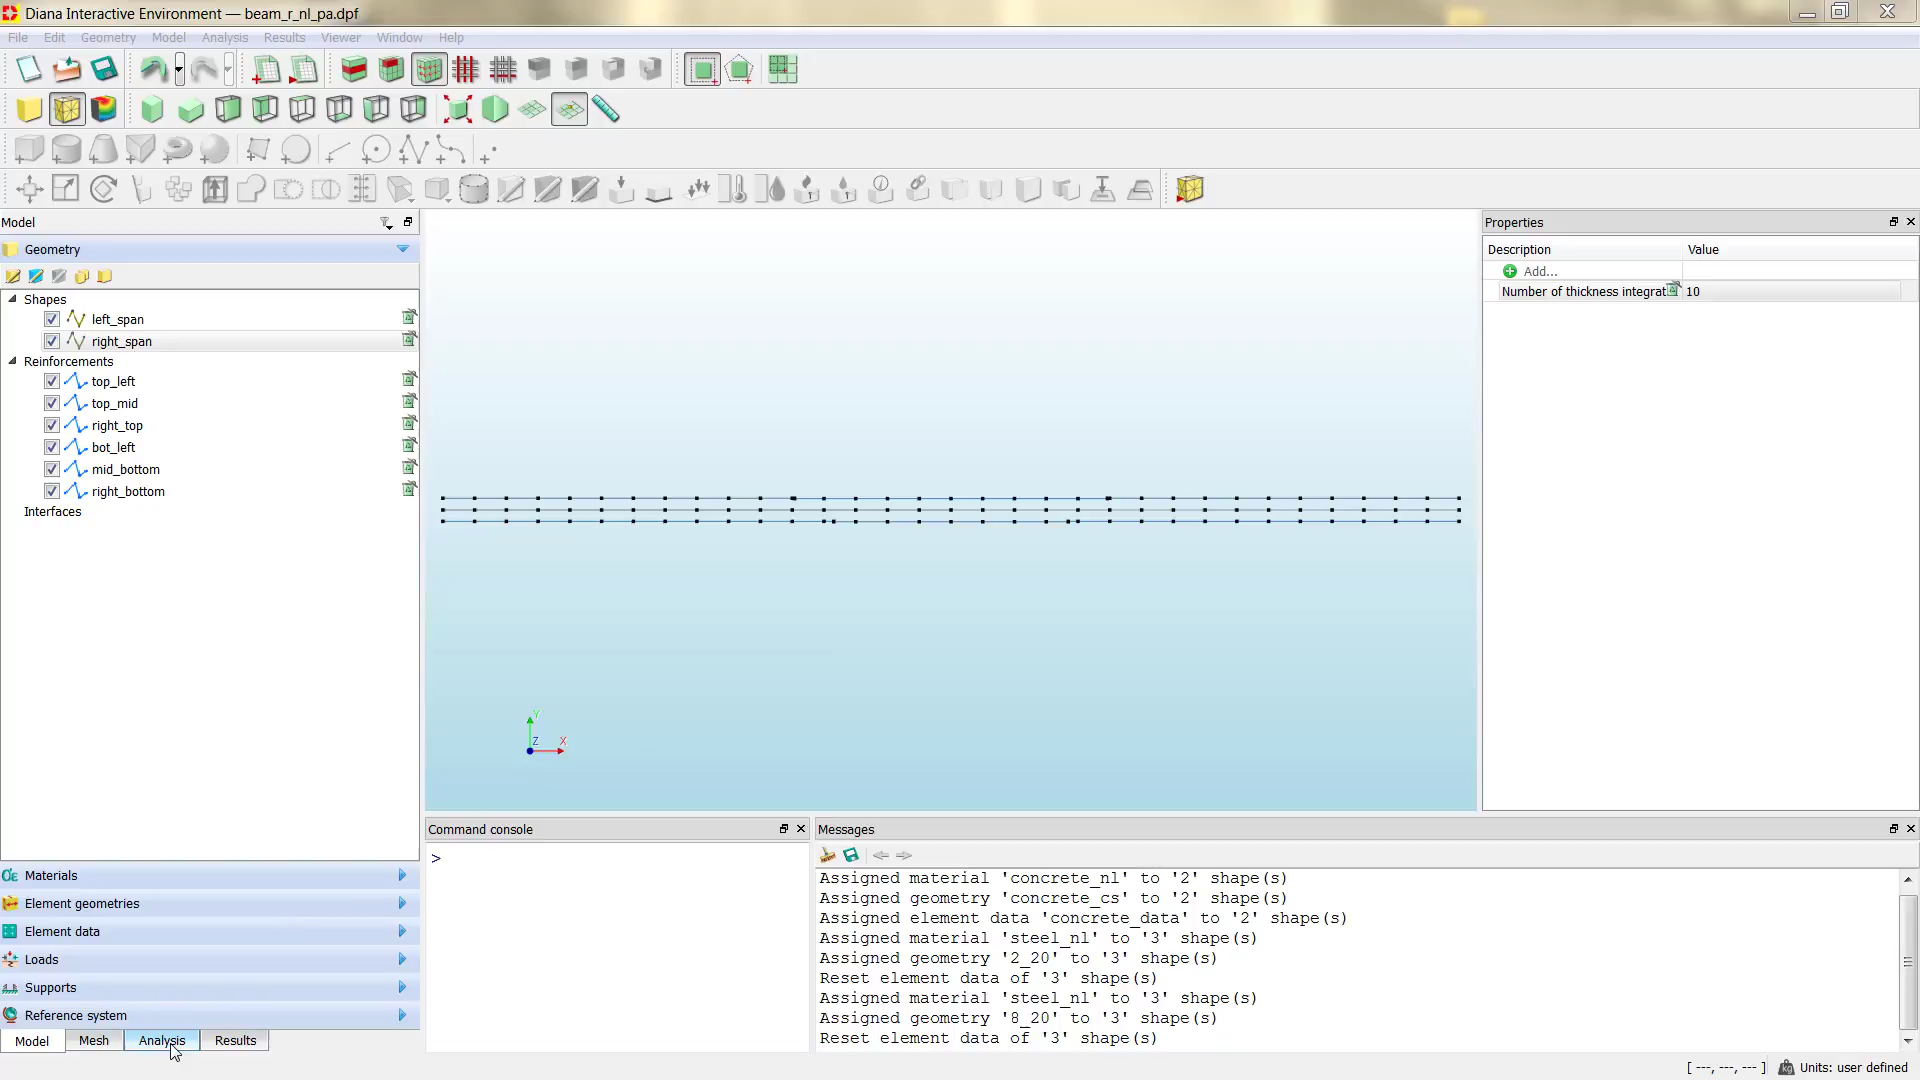 Diana Interactive Environment — beam_r_nl_pa.dpf
File Edit Geometry Model Analysis Results Viewer Window Help
Model
Geometry
Shapes
left_span
right_span
Reinforcements
top_left
top_mid
right_top
bot_left
mid_bottom
right_bottom
Interfaces
Materials
Element geometries
Element data
Loads
Supports
Reference system
Model Mesh Analysis Results
Y
Z X
Properties
Description Value
Add...
Number of thickness integrat 10
Command console
>
Messages
Assigned material 'concrete_nl' to '2' shape(s)
Assigned geometry 'concrete_cs' to '2' shape(s)
Assigned element data 'concrete_data' to '2' shape(s)
Assigned material 'steel_nl' to '3' shape(s)
Assigned geometry '2_20' to '3' shape(s)
Reset element data of '3' shape(s)
Assigned material 'steel_nl' to '3' shape(s)
Assigned geometry '8_20' to '3' shape(s)
Reset element data of '3' shape(s)
[ ---, ---, --- ] kg Units: user defined